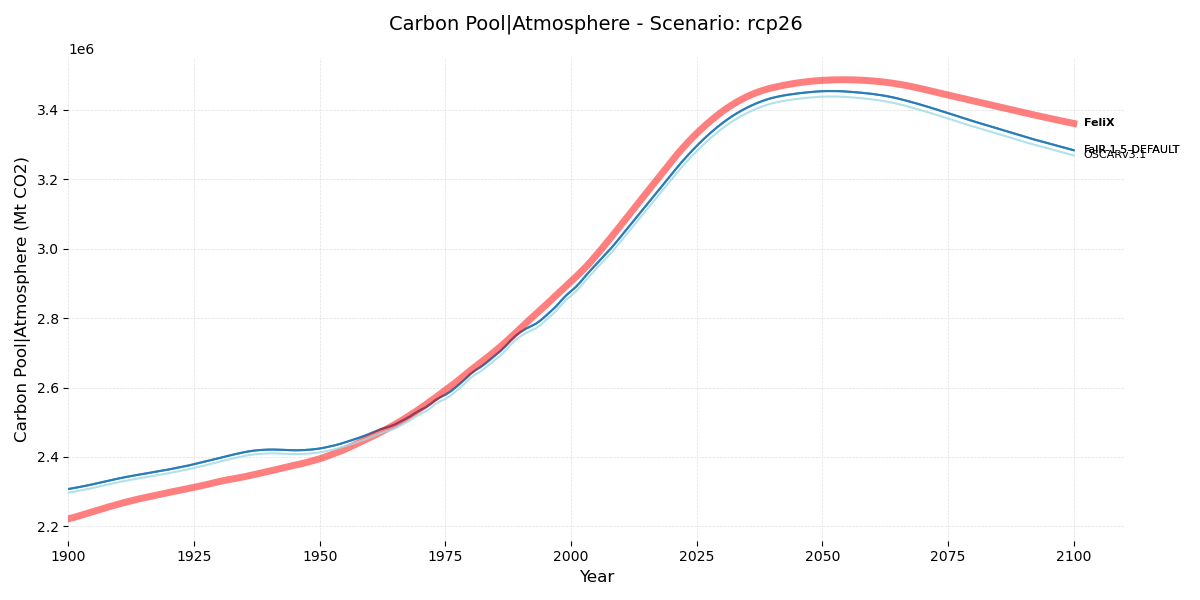 Carbon Pool|Atmosphere - Scenario: rcp26
1e6
Carbon Pool|Atmosphere (Mt CO2)
3.4
3.2
3.0
2.8
2.6
2.4
2.2
FeliX
FaIR-1.5-DEFAULT
OSCARv3.1
1900 1925 1950 1975 2000 2025 2050 2075 2100
Year